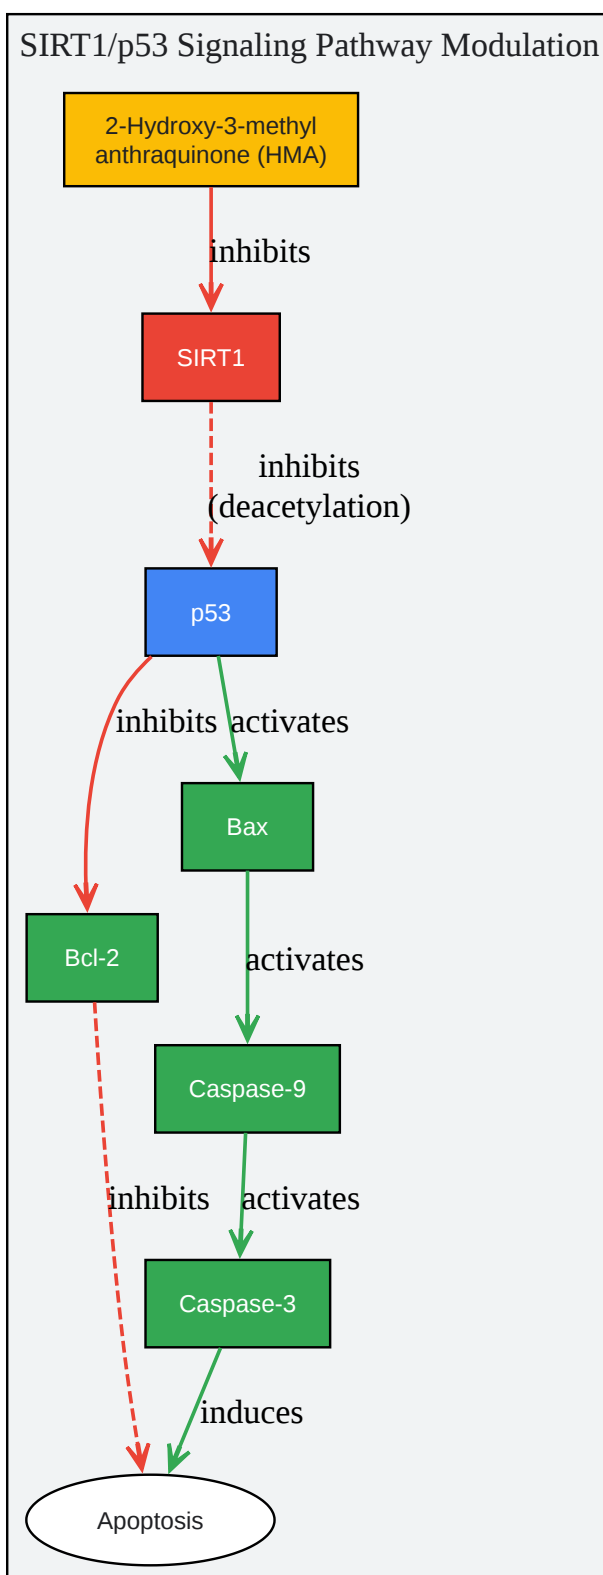 SIRT1/p53 Signaling Pathway Modulation
2-Hydroxy-3-methyl
anthraquinone (HMA)
inhibits
SIRT1
inhibits
(deacetylation)
p53
inhibits
activates
Bax
Bcl-2
activates
Caspase-9
inhibits
activates
Caspase-3
induces
Apoptosis